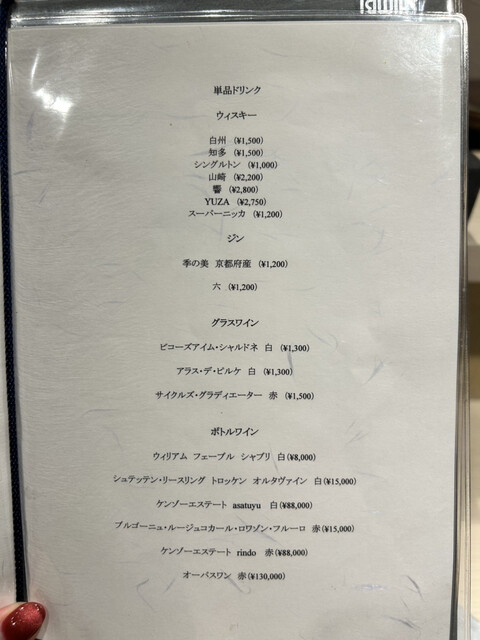 単品ドリンク
ウィスキー
白州 (¥1,500)
知多 (¥1,500)
シングルトン (¥1,000)
山崎 (¥2,200)
響 (¥2,800)
YUZA (¥2,750)
スーパーニッカ (¥1,200)
ジン
季の美 京都府産 (¥1,200)
六 (¥1,200)
グラスワイン
ビコーズアイム・シャルドネ 白 (¥1,300)
アラス・デ・ピルケ 白 (¥1,300)
サイクルズ・グラディエーター 赤 (¥1,500)
ボトルワイン
ウィリアム フェーブル シャブリ 白(¥8,000)
シュテッテン・リースリング トロッケン オルタヴァイン 白(¥15,000)
ケンゾーエステート asatuyu 白(¥88,000)
ブルゴーニュ・ルージュコカール・ロワゾン・フルーロ 赤(¥15,000)
ケンゾーエステート rindo 赤(¥88,000)
オーパスワン 赤(¥130,000)